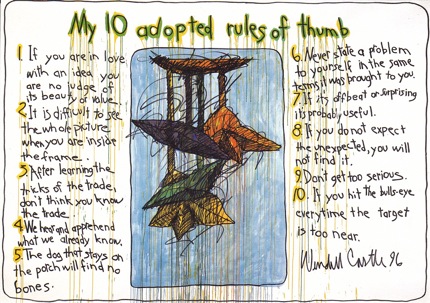 My 10 adopted rules of thumb
1. If you are in love
with an idea you
are no judge of
its beauty or value.
2. It is difficult to see
the whole picture
when you are inside
the frame.
3. After learning the
tricks of the trade,
don't think you know
the trade.
4. We hear and apprehend
what we already know.
5. The dog that stays on
the porch will find no
bones.
6. Never state a problem
to yourself in the same
terms it was brought to you.
7. If it's offbeat or surprising
it's probably useful.
8. If you do not expect
the unexpected, you will
not find it.
9. Don't get too serious.
10. If you hit the bulls-eye
everytime the target
is too near.
Wendell Castle 96